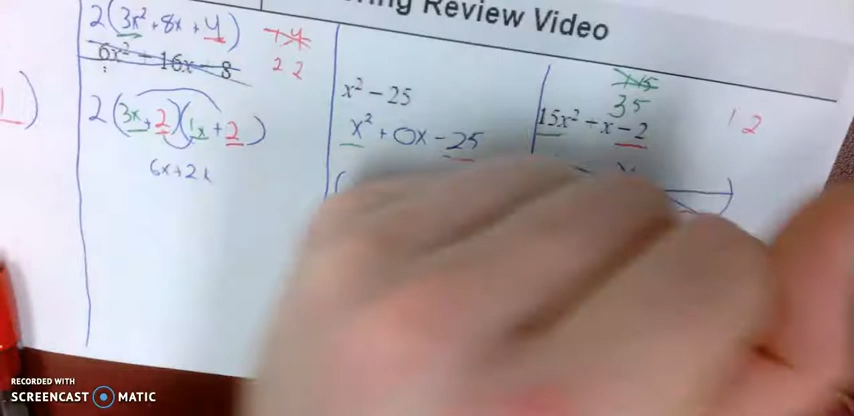 ng Review Video
2(3x² + 8x + 4)
6x² + 16x - 8
2 2
2(3x + 2)(1x + 2)
6x + 2x
x² - 25
x² + 0x - 25
(
35
15x² + x - 2
1 2
)
RECORDED WITH
SCREENCAST MATIC